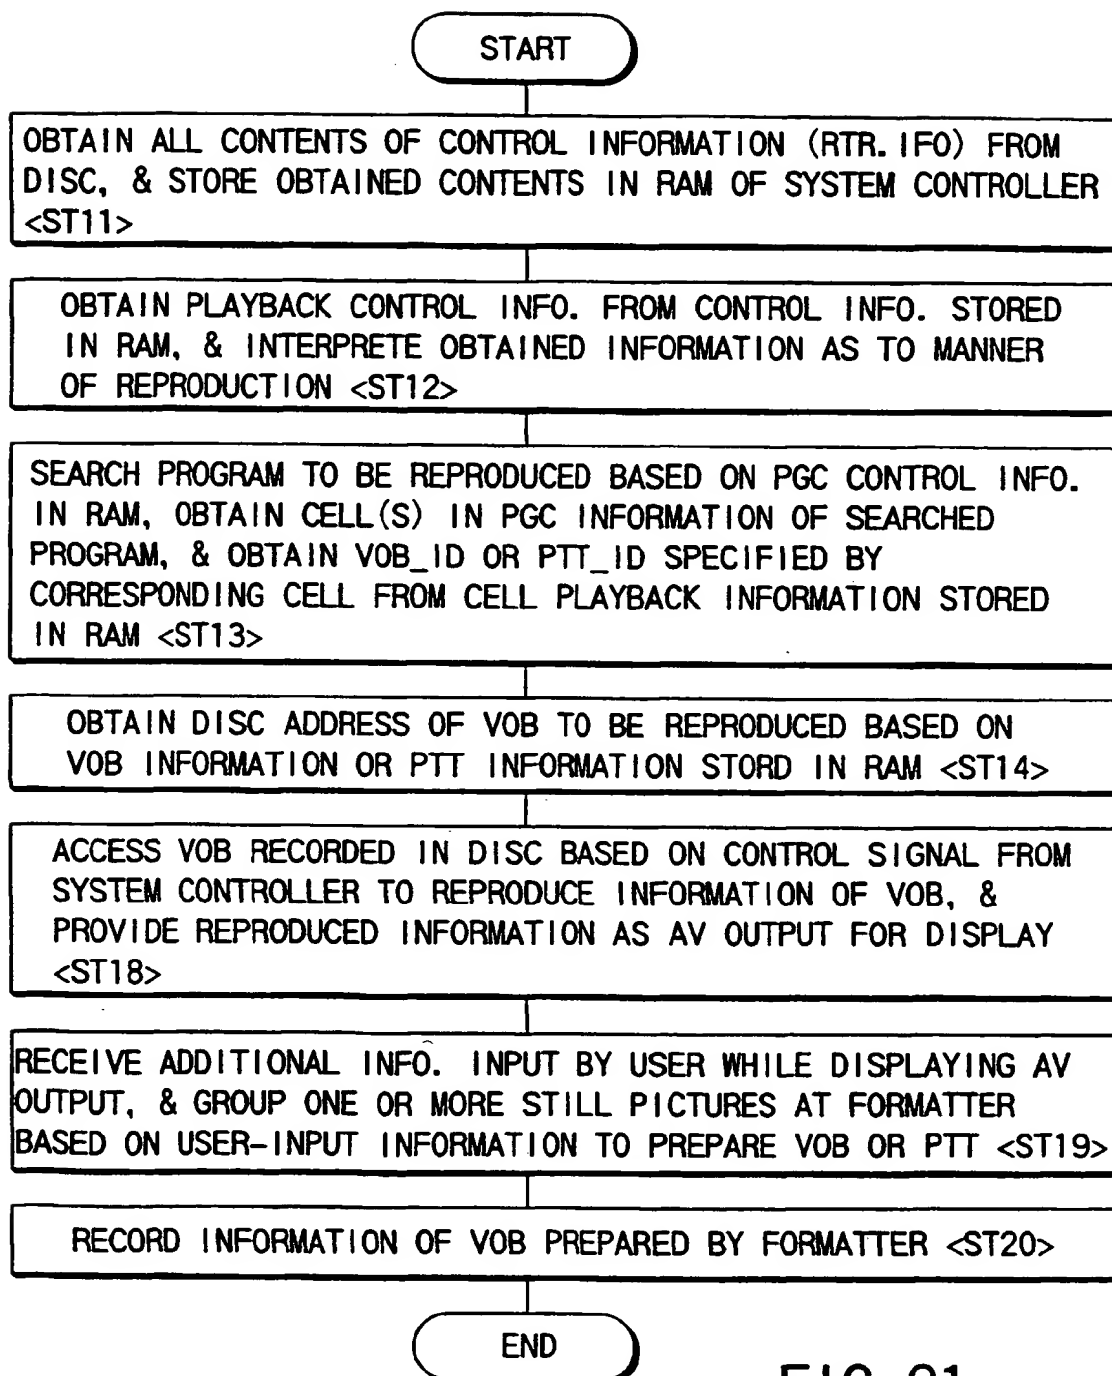 START
OBTAIN ALL CONTENTS OF CONTROL INFORMATION (RTR.IFO) FROM
DISC, & STORE OBTAINED CONTENTS IN RAM OF SYSTEM CONTROLLER
<ST11>
OBTAIN PLAYBACK CONTROL INFO. FROM CONTROL INFO. STORED
IN RAM, & INTERPRETE OBTAINED INFORMATION AS TO MANNER
OF REPRODUCTION <ST12>
SEARCH PROGRAM TO BE REPRODUCED BASED ON PGC CONTROL INFO.
IN RAM, OBTAIN CELL(S) IN PGC INFORMATION OF SEARCHED
PROGRAM, & OBTAIN VOB_ID OR PTT_ID SPECIFIED BY
CORRESPONDING CELL FROM CELL PLAYBACK INFORMATION STORED
IN RAM <ST13>
OBTAIN DISC ADDRESS OF VOB TO BE REPRODUCED BASED ON
VOB INFORMATION OR PTT INFORMATION STORD IN RAM <ST14>
ACCESS VOB RECORDED IN DISC BASED ON CONTROL SIGNAL FROM
SYSTEM CONTROLLER TO REPRODUCE INFORMATION OF VOB, &
PROVIDE REPRODUCED INFORMATION AS AV OUTPUT FOR DISPLAY
<ST18>
RECEIVE ADDITIONAL INFO. INPUT BY USER WHILE DISPLAYING AV
OUTPUT, & GROUP ONE OR MORE STILL PICTURES AT FORMATTER
BASED ON USER-INPUT INFORMATION TO PREPARE VOB OR PTT <ST19>
RECORD INFORMATION OF VOB PREPARED BY FORMATTER <ST20>
END